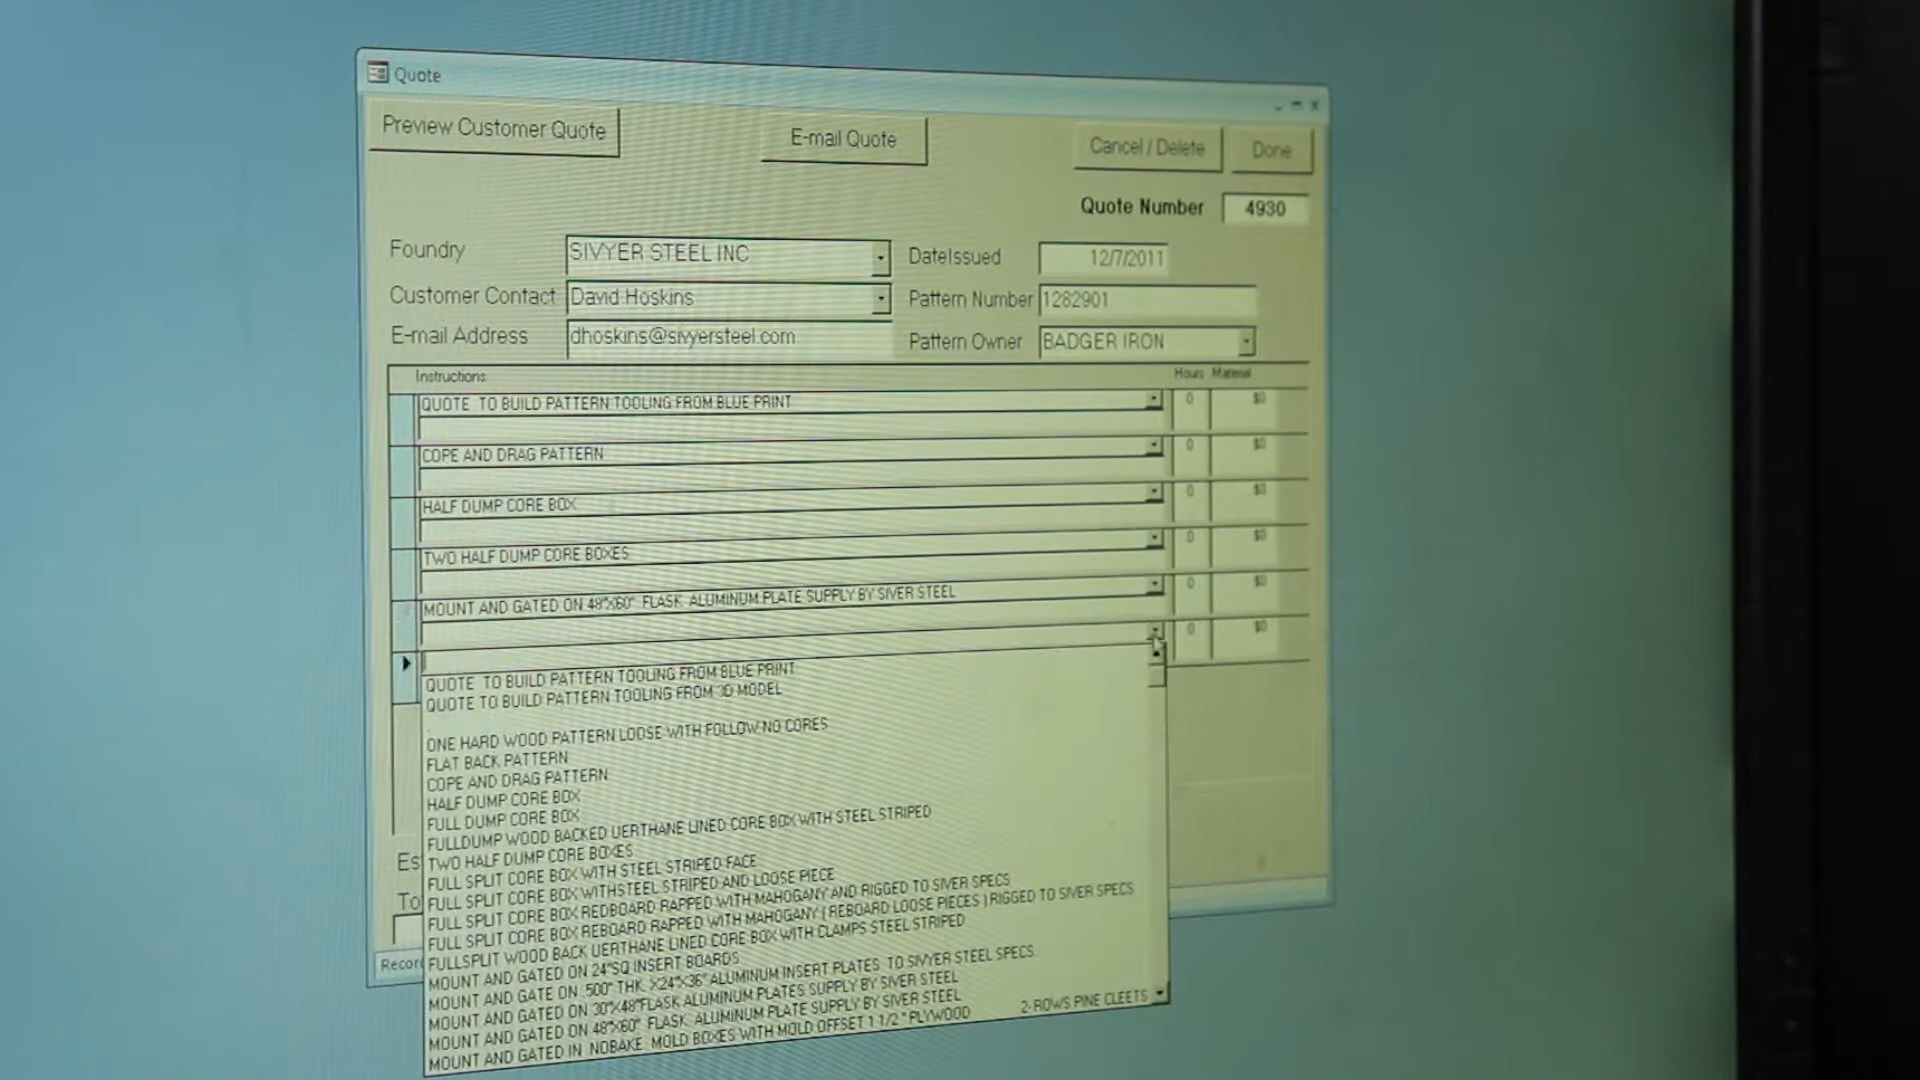 Quote
Preview Customer Quote
E-mail Quote
Cancel / Delete
Done
Quote Number 4930
Foundry SIVYER STEEL INC DateIssued 12/7/2011
Customer Contact David Hoskins Pattern Number 1282901
E-mail Address dhoskins@sivyersteel.com Pattern Owner BADGER IRON
Instructions Hours Material
QUOTE TO BUILD PATTERN TOOLING FROM BLUE PRINT 0 $0
COPE AND DRAG PATTERN 0 $0
HALF DUMP CORE BOX 0 $0
TWO HALF DUMP CORE BOXES 0 $0
MOUNT AND GATED ON 48"X60" FLASK ALUMINUM PLATE SUPPLY BY SIVER STEEL 0 $0
0 $0
QUOTE TO BUILD PATTERN TOOLING FROM BLUE PRINT
QUOTE TO BUILD PATTERN TOOLING FROM 3D MODEL
ONE HARD WOOD PATTERN LOOSE WITH FOLLOW NO CORES
FLAT BACK PATTERN
COPE AND DRAG PATTERN
HALF DUMP CORE BOX
FULL DUMP CORE BOX
FULLDUMP WOOD BACKED UERTHANE LINED CORE BOX WITH STEEL STRIPED
TWO HALF DUMP CORE BOXES
FULL SPLIT CORE BOX WITH STEEL STRIPED FACE
FULL SPLIT CORE BOX WITHSTEEL STRIPED AND LOOSE PIECE
FULL SPLIT CORE BOX REDBOARD RAPPED WITH MAHOGANY AND RIGGED TO SIVER SPECS
FULL SPLIT CORE BOX REBOARD RAPPED WITH MAHOGANY ( REBOARD LOOSE PIECES ) RIGGED TO SIVER SPECS
FULLSPLIT WOOD BACK UERTHANE LINED CORE BOX WITH CLAMPS STEEL STRIPED
MOUNT AND GATED ON 24"SQ INSERT BOARDS
MOUNT AND GATE ON .500" THK. X24"X36" ALUMINUM INSERT PLATES TO SIVYER STEEL SPECS.
MOUNT AND GATED ON 30"X48"FLASK ALUMINUM PLATES SUPPLY BY SIVER STEEL
MOUNT AND GATED ON 48"X60" FLASK ALUMINUM PLATE SUPPLY BY SIVER STEEL
MOUNT AND GATED IN NOBAKE MOLD BOXES WITH MOLD OFFSET 1 1/2 " PLYWOOD 2- ROWS PINE CLEETS
Es
To
Recor